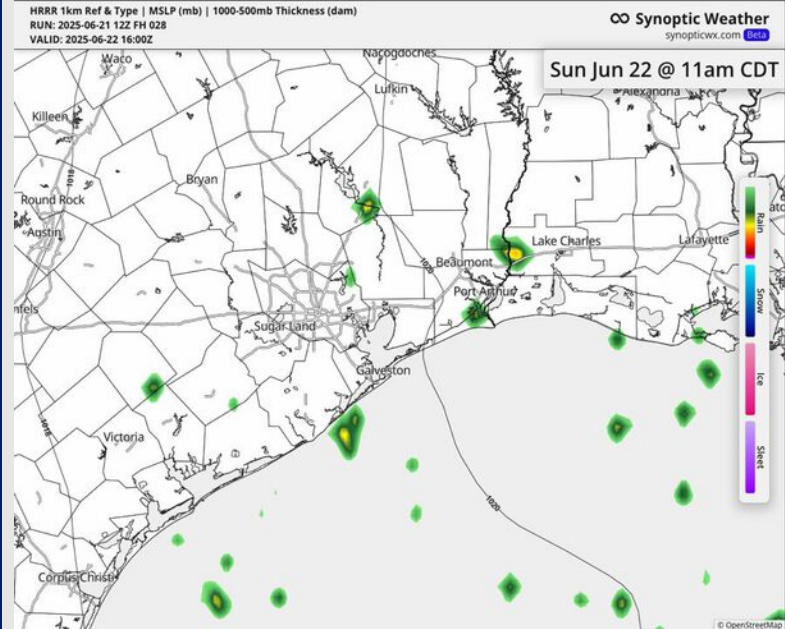 HRRR 1km Ref & Type | MSLP (mb) | 1000-500mb Thickness (dam)
RUN: 2025-06-21 12Z FH 028
VALID: 2025-06-22 16:00Z
Synoptic Weather
synopticwx.com Beta
Sun Jun 22 @ 11am CDT
Waco
Nacogdoches
Lufkin
Alexandria
Killeen
1018
Bryan
Round Rock
Austin
Rain
Lake Charles
Lafayette
Beaumont
1020
Port Arthur
Snow
nfels
Sugar Land
Galveston
Ice
1018
Victoria
Sleet
1020
Corpus Christi
© OpenStreetMap